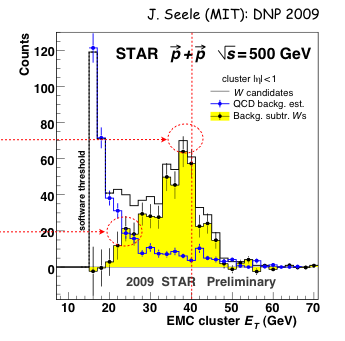 J. Seele (MIT): DNP 2009
Counts
120
100
80
60
40
20
0
STAR p+p √s=500 GeV
cluster |η|<1
W candidates
QCD backg. est.
Backg. subtr. Ws
software threshold
2009 STAR Preliminary
10 20 30 40 50 60 70
EMC cluster E_T (GeV)